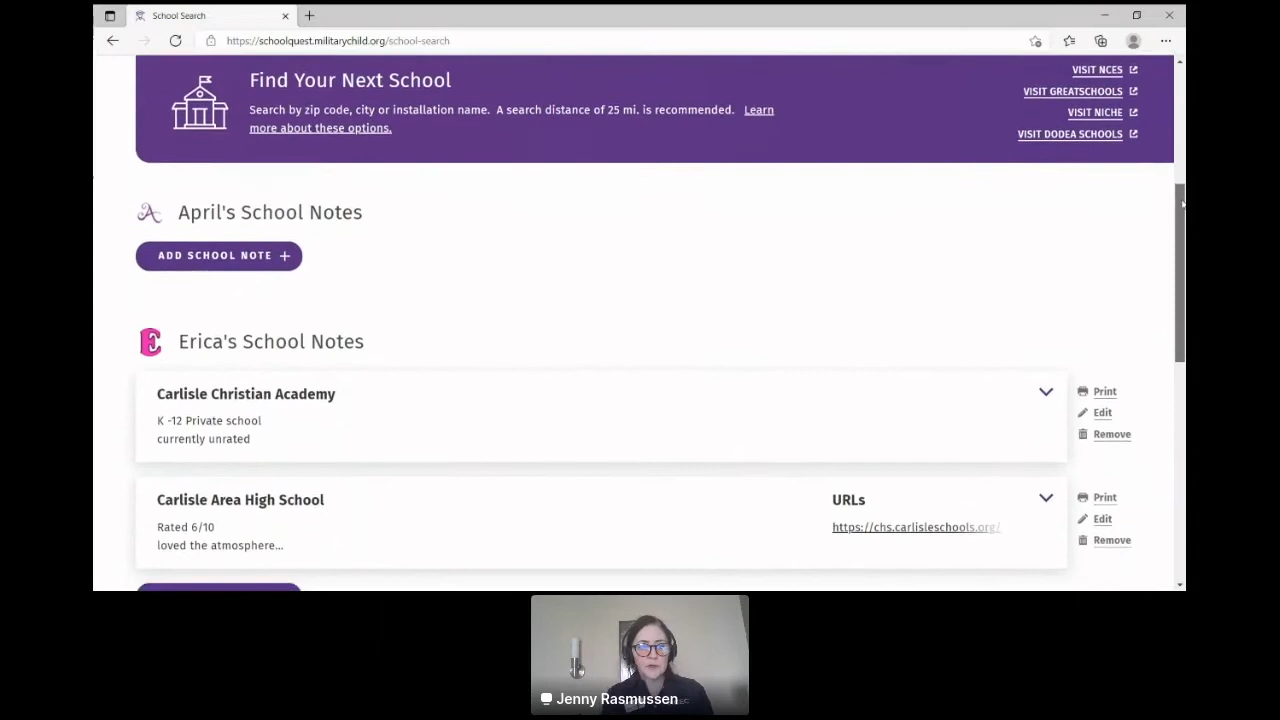 School Search
https://schoolquest.militarychild.org/school-search
Find Your Next School
Search by zip code, city or installation name. A search distance of 25 mi. is recommended. Learn
more about these options.
VISIT NCES
VISIT GREATSCHOOLS
VISIT NICHE
VISIT DODEA SCHOOLS
A April's School Notes
ADD SCHOOL NOTE +
E Erica's School Notes
Carlisle Christian Academy
K -12 Private school
currently unrated
Print
Edit
Remove
Carlisle Area High School
Rated 6/10
loved the atmosphere...
URLs
https://chs.carlisleschools.org/
Print
Edit
Remove
Jenny Rasmussen